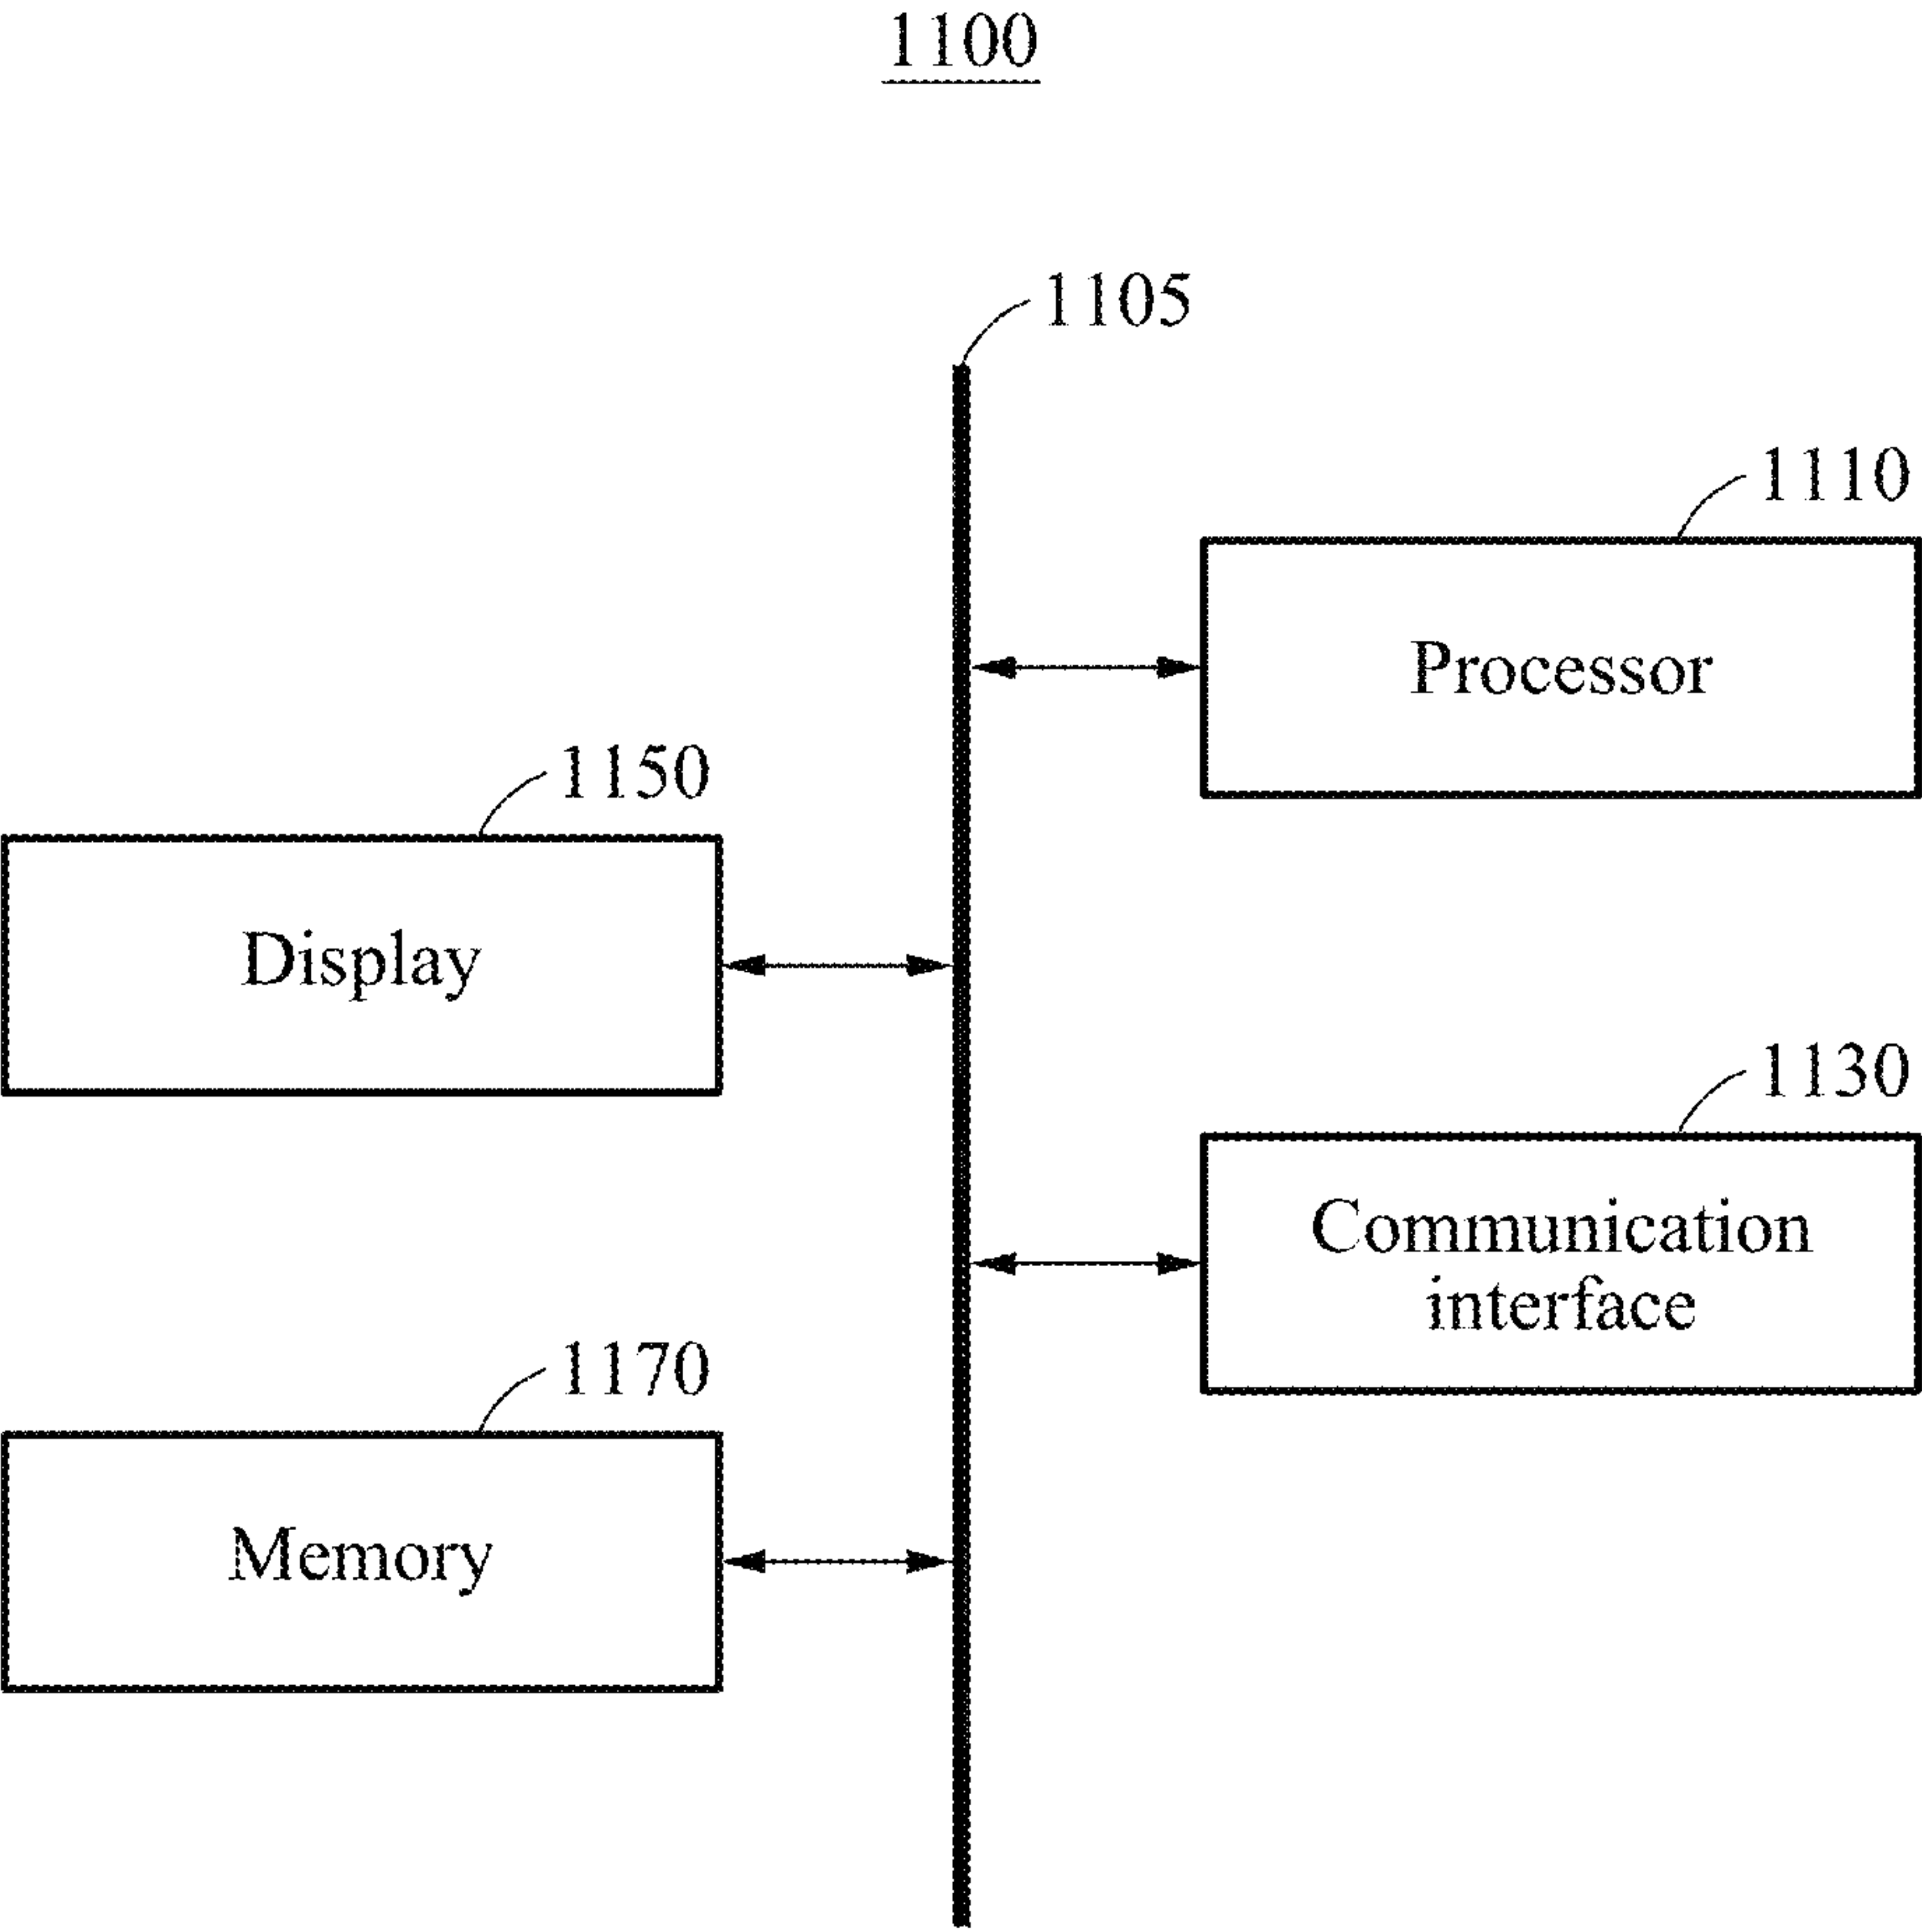 1100
1105
1110
Processor
1150
Display
1130
Communication
interface
1170
Memory